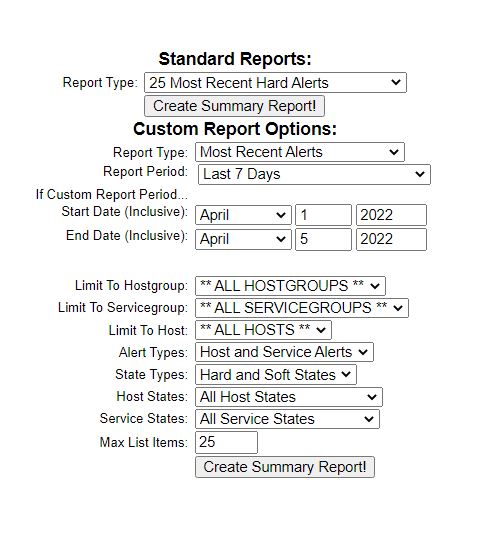 Standard Reports:
Report Type: 25 Most Recent Hard Alerts
Create Summary Report!
Custom Report Options:
Report Type: Most Recent Alerts
Report Period: Last 7 Days
If Custom Report Period...
Start Date (Inclusive): April 1 2022
End Date (Inclusive): April 5 2022
Limit To Hostgroup: ** ALL HOSTGROUPS **
Limit To Servicegroup: ** ALL SERVICEGROUPS **
Limit To Host: ** ALL HOSTS **
Alert Types: Host and Service Alerts
State Types: Hard and Soft States
Host States: All Host States
Service States: All Service States
Max List Items: 25
Create Summary Report!